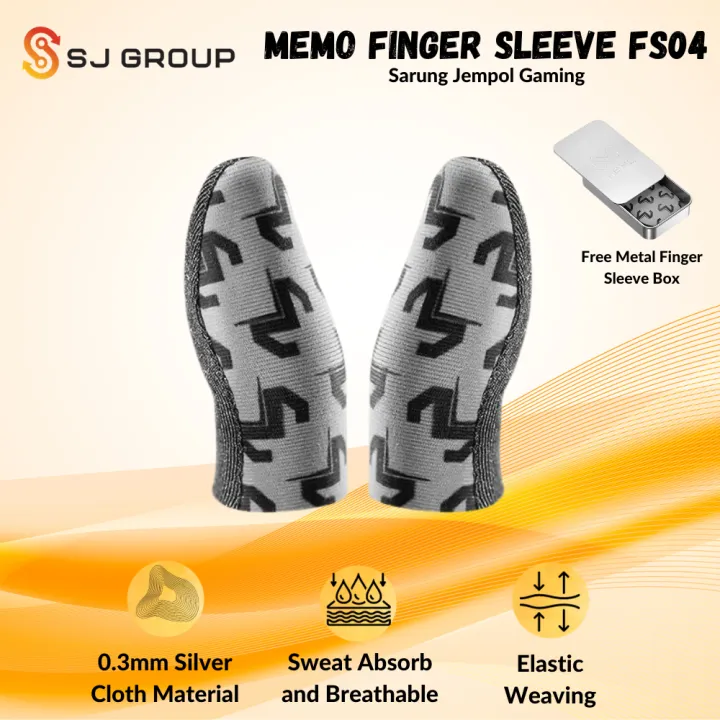 SJ GROUP
MEMO FINGER SLEEVE FS04
Sarung Jempol Gaming
Free Metal Finger
Sleeve Box
0.3mm Silver
Cloth Material
Sweat Absorb
and Breathable
Elastic
Weaving